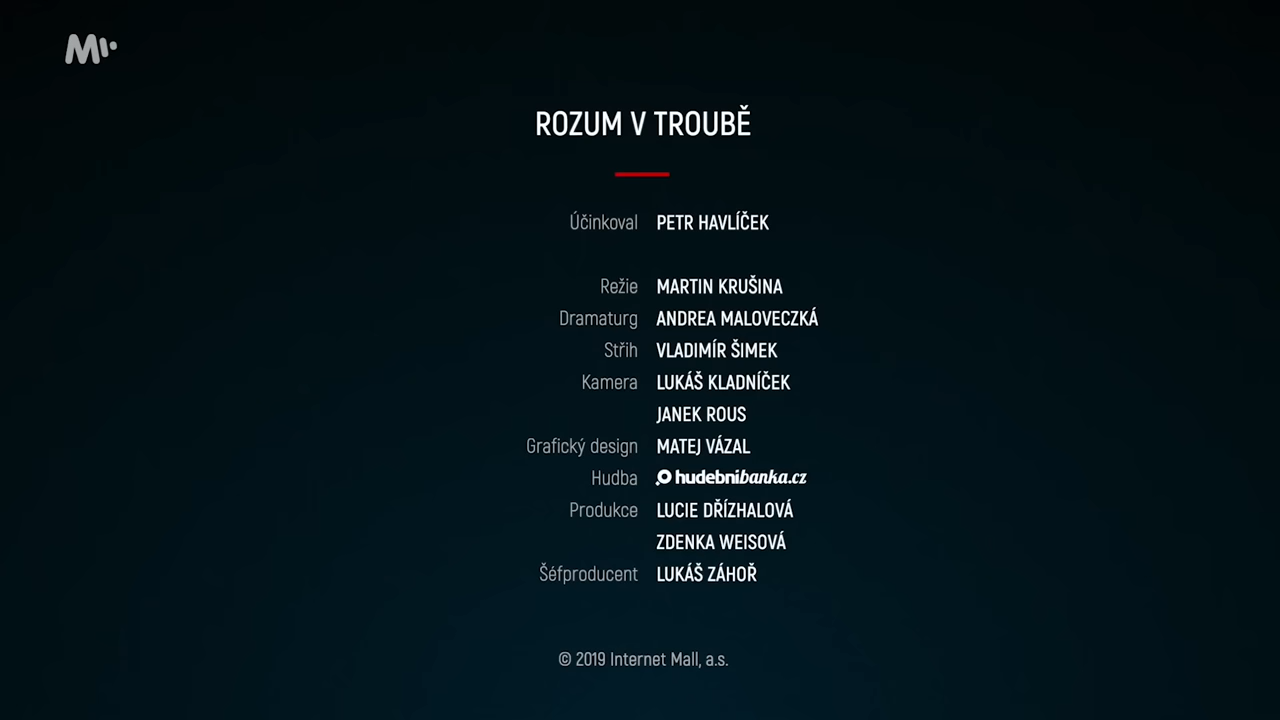 ROZUM V TROUBĚ
Účinkoval PETR HAVLÍČEK
Režie MARTIN KRUŠINA
Dramaturg ANDREA MALOVECZKÁ
Střih VLADIMÍR ŠIMEK
Kamera LUKÁŠ KLADNÍČEK
JANEK ROUS
Grafický design MATEJ VÁZAL
Hudba hudebníbanka.cz
Produkce LUCIE DŘÍZHALOVÁ
ZDENKA WEISOVÁ
Šéfproducent LUKÁŠ ZÁHOŘ
© 2019 Internet Mall, a.s.